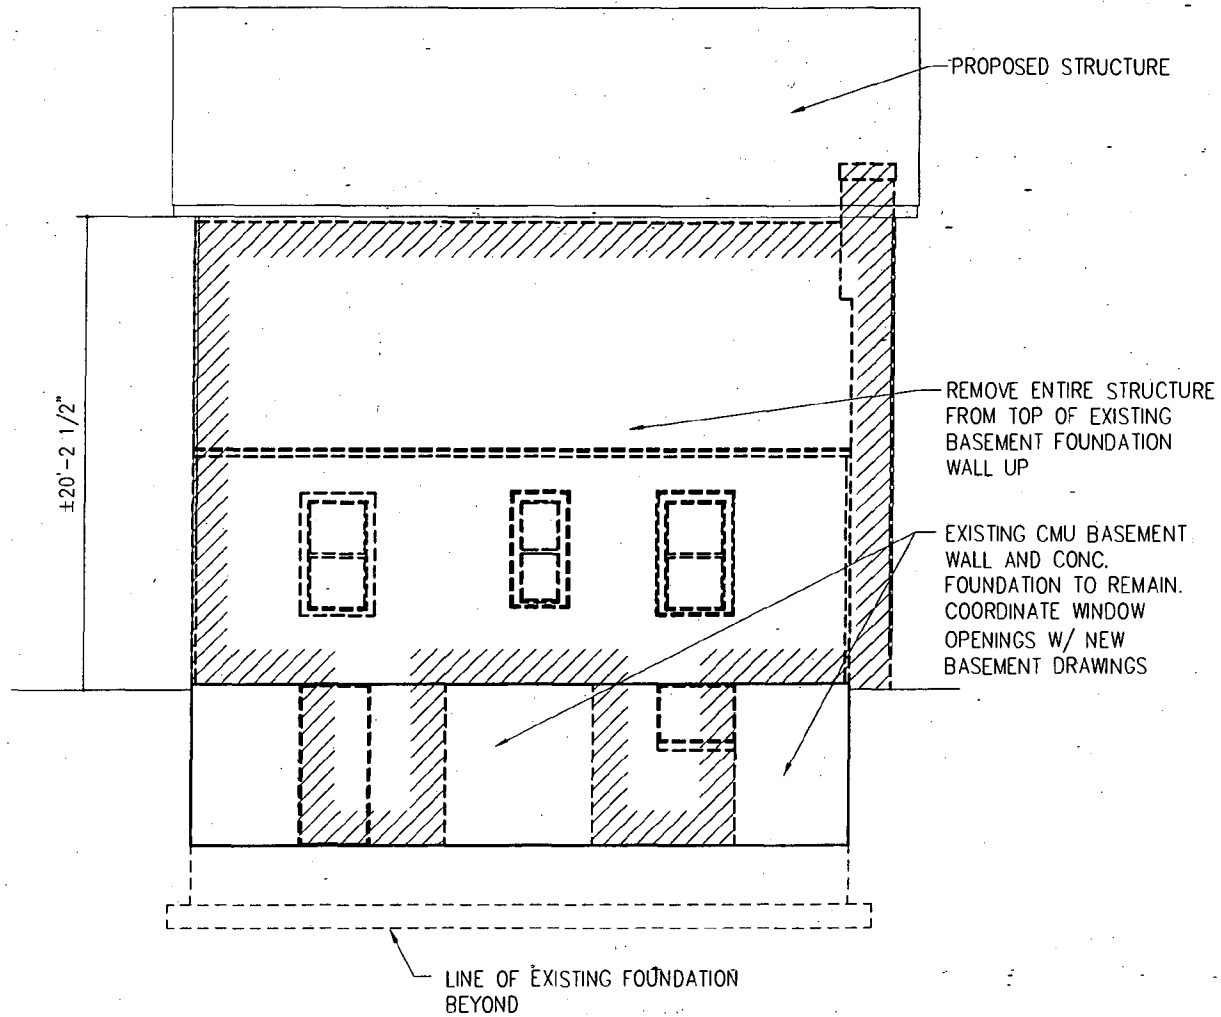 PROPOSED STRUCTURE
±20'-2 1/2"
REMOVE ENTIRE STRUCTURE
FROM TOP OF EXISTING
BASEMENT FOUNDATION
WALL UP
EXISTING CMU BASEMENT
WALL AND CONC.
FOUNDATION TO REMAIN.
COORDINATE WINDOW
OPENINGS W/ NEW
BASEMENT DRAWINGS
LINE OF EXISTING FOUNDATION
BEYOND